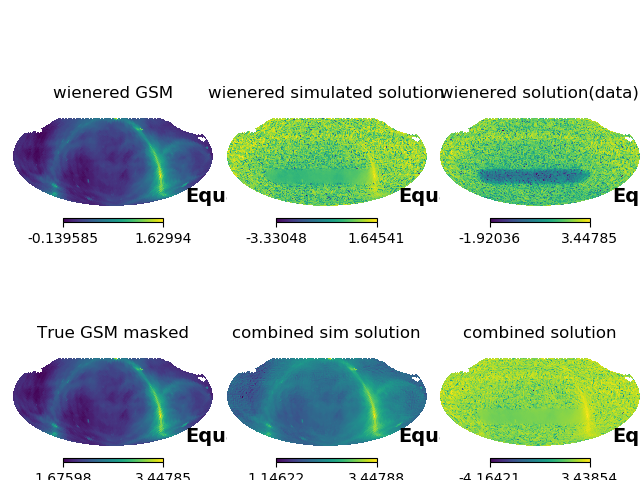 wienered GSM
wienered simulated solution
wienered solution(data)
Equ
Equ
Eq
-0.139585 1.62994
-3.33048 1.64541
-1.92036 3.44785
True GSM masked
combined sim solution
combined solution
Equ
Equ
Eq
1.67598 3.44785
1.14622 3.44788
-4.16421 3.43854